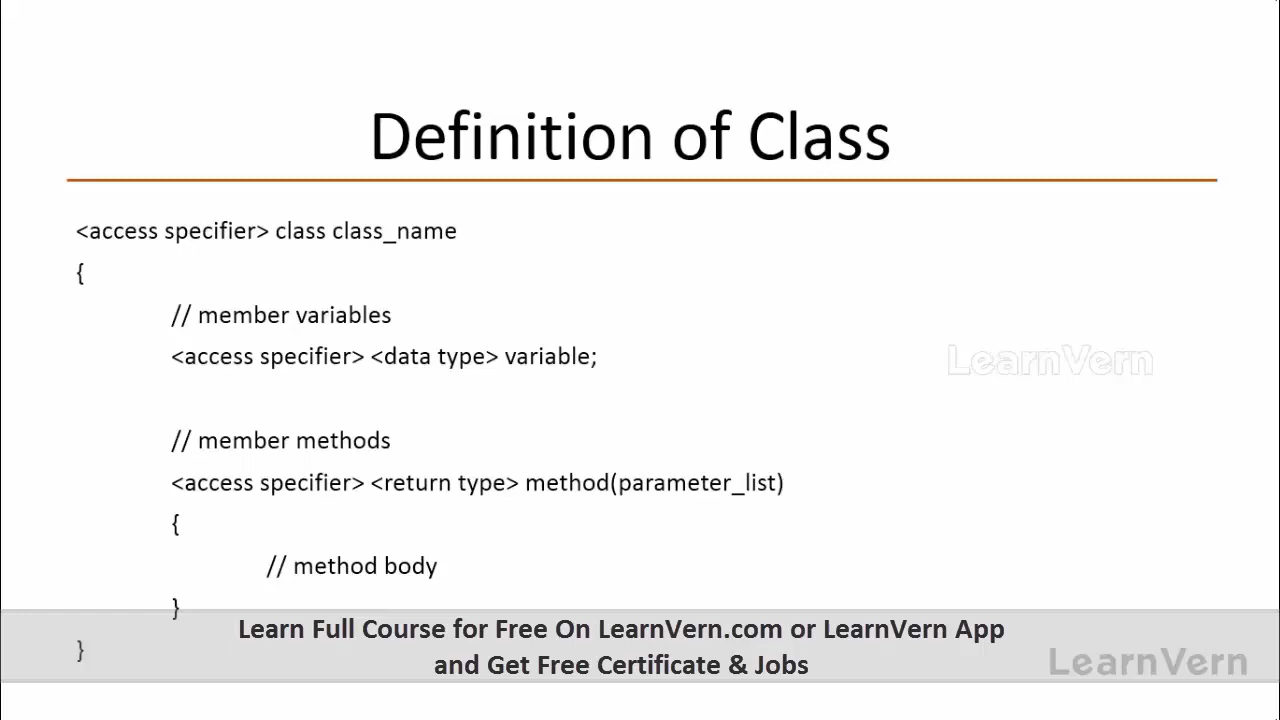 Definition of Class
<access specifier> class class_name
{
// member variables
<access specifier> <data type> variable;
LearnVern
// member methods
<access specifier> <return type> method(parameter_list)
{
// method body
}
Learn Full Course for Free On LearnVern.com or LearnVern App
}
and Get Free Certificate & Jobs
LearnVern